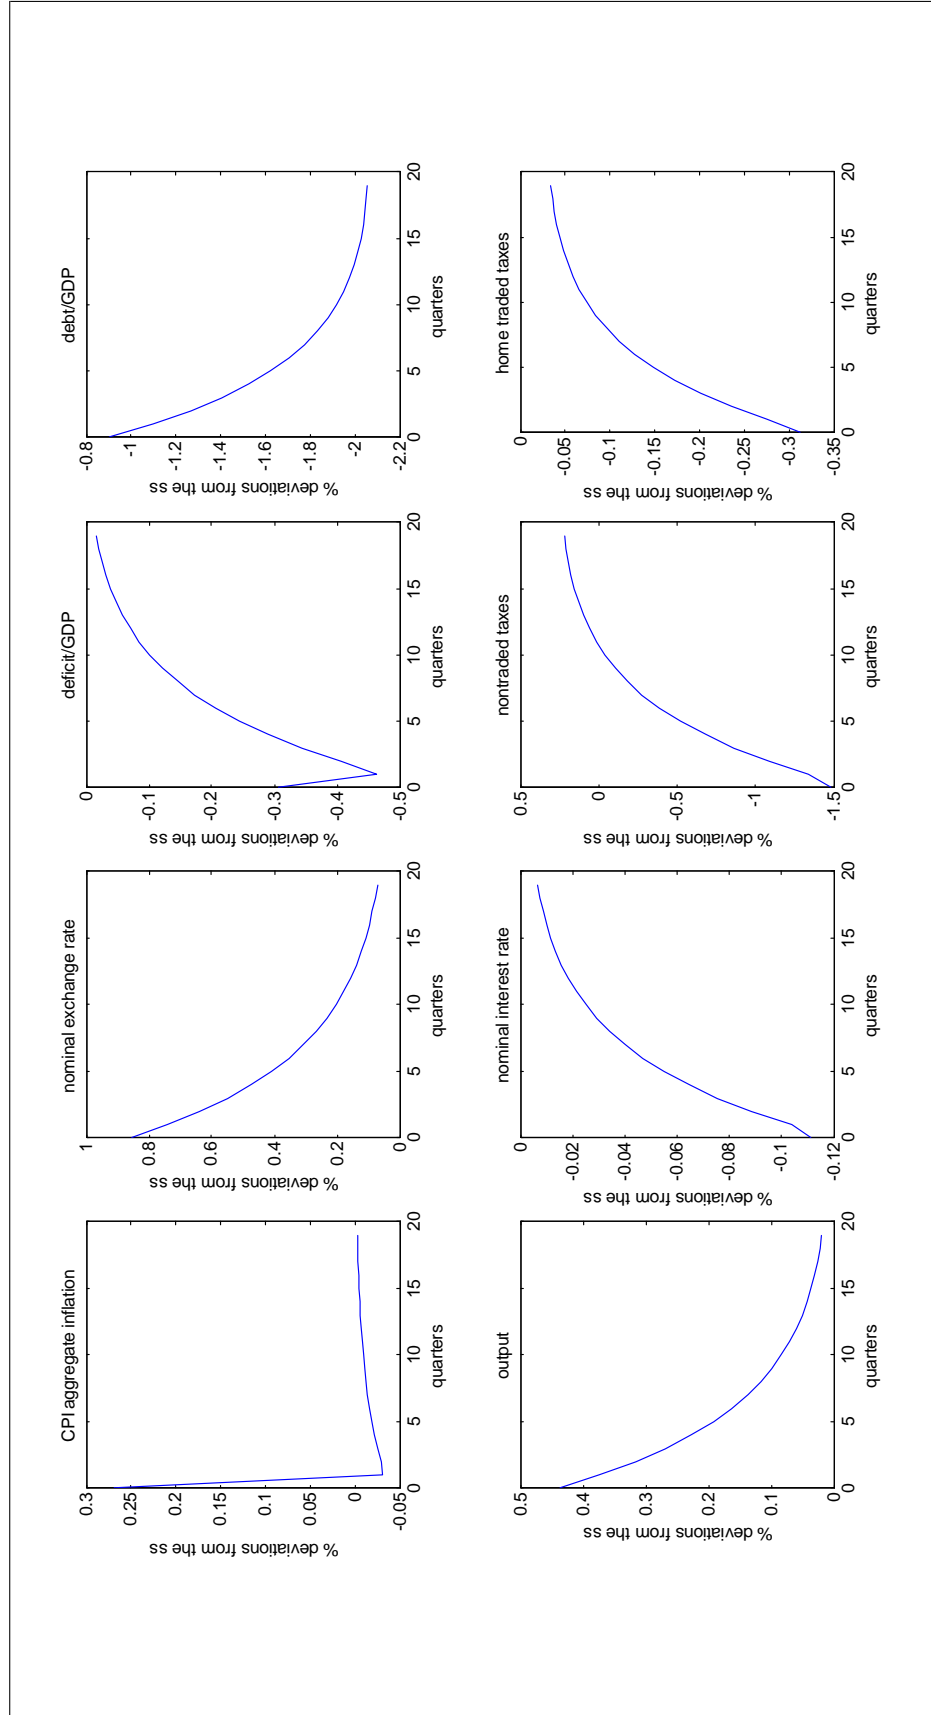 CPI aggregate inflation
% deviations from the ss
0.3
0.25
0.2
0.15
0.1
0.05
0
-0.05
0 5 10 15 20
quarters
nominal exchange rate
% deviations from the ss
1
0.8
0.6
0.4
0.2
0
0 5 10 15 20
quarters
deficit/GDP
% deviations from the ss
0
-0.1
-0.2
-0.3
-0.4
-0.5
0 5 10 15 20
quarters
debt/GDP
% deviations from the ss
-0.8
-1
-1.2
-1.4
-1.6
-1.8
-2
-2.2
0 5 10 15 20
quarters
output
% deviations from the ss
0.5
0.4
0.3
0.2
0.1
0
0 5 10 15 20
quarters
nominal interest rate
% deviations from the ss
0
-0.02
-0.04
-0.06
-0.08
-0.1
-0.12
0 5 10 15 20
quarters
nontraded taxes
% deviations from the ss
0.5
0
-0.5
-1
-1.5
0 5 10 15 20
quarters
home traded taxes
% deviations from the ss
0
-0.05
-0.1
-0.15
-0.2
-0.25
-0.3
-0.35
0 5 10 15 20
quarters